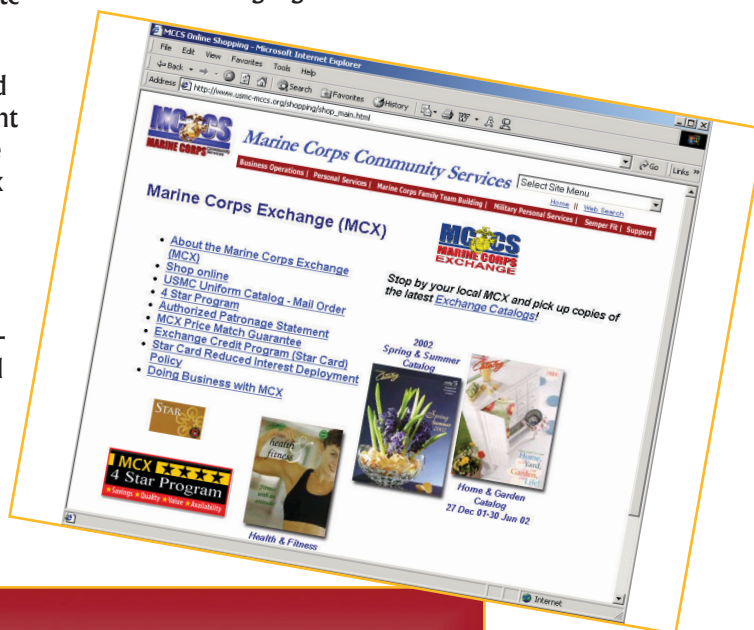 MCCS Online Shopping - Microsoft Internet Explorer
File Edit View Favorites Tools Help
Back Search Favorites History
Address http://www.usmc-mccs.org/shopping/shop_main.html Go Links »
MCCS
MARINE CORPS
Marine Corps Community Services
Select Site Menu
Home || Web Search
Business Operations | Personal Services | Marine Corps Family Team Building | Military Personal Services | Semper Fit | Support
Marine Corps Exchange (MCX)
• About the Marine Corps Exchange
(MCX)
• Shop online
• USMC Uniform Catalog - Mail Order
• 4 Star Program
• Authorized Patronage Statement
• MCX Price Match Guarantee
• Exchange Credit Program (Star Card)
• Star Card Reduced Interest Deployment
Policy
• Doing Business with MCX
MCCS
MARINE CORPS
EXCHANGE
Stop by your local MCX and pick up copies of
the latest Exchange Catalogs!
2002
Spring & Summer
Catalog
Spring
Summer
2002
Home,
Yard,
Garden,
Life!
Home & Garden
Catalog
27 Dec 01-30 Jun 02
STAR
MCX
4 Star Program
Savings Quality Value Availability
health
fitness
Health & Fitness
Internet